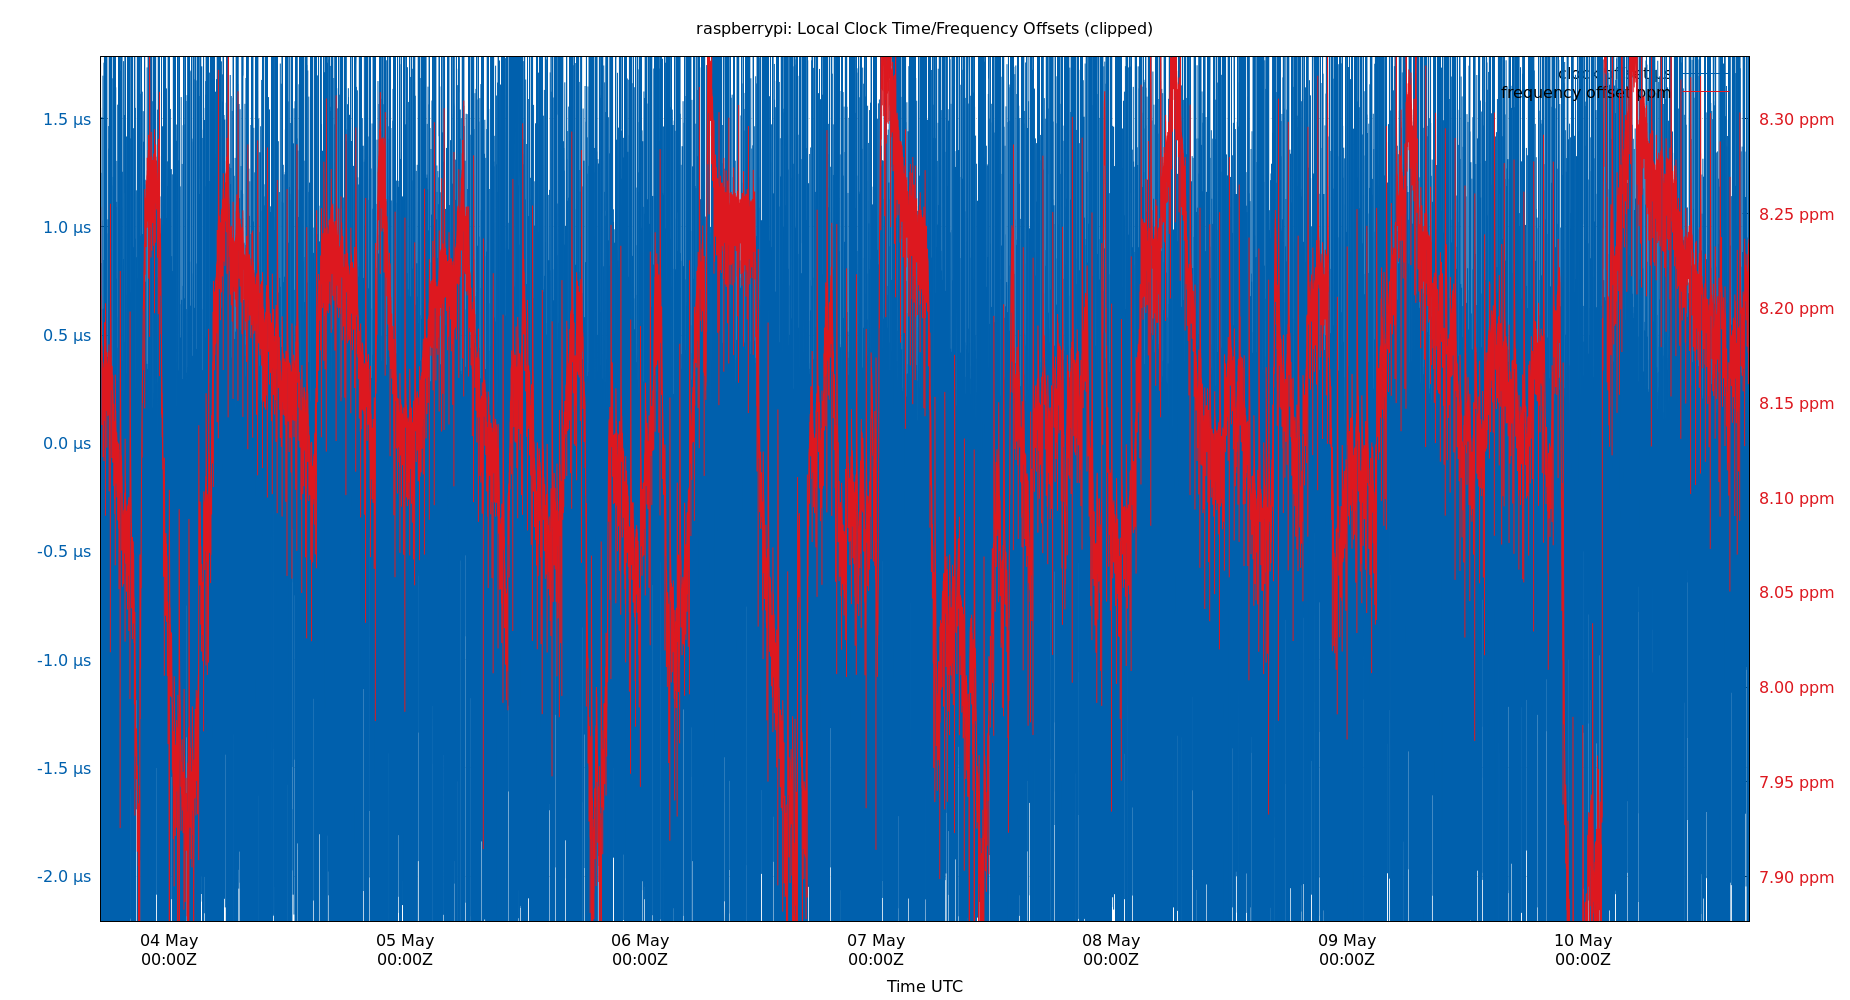 raspberrypi: Local Clock Time/Frequency Offsets (clipped)
clock offset µs
frequency offset ppm
1.5 µs
1.0 µs
0.5 µs
0.0 µs
-0.5 µs
-1.0 µs
-1.5 µs
-2.0 µs
8.30 ppm
8.25 ppm
8.20 ppm
8.15 ppm
8.10 ppm
8.05 ppm
8.00 ppm
7.95 ppm
7.90 ppm
04 May
00:00Z
05 May
00:00Z
06 May
00:00Z
07 May
00:00Z
08 May
00:00Z
09 May
00:00Z
10 May
00:00Z
Time UTC